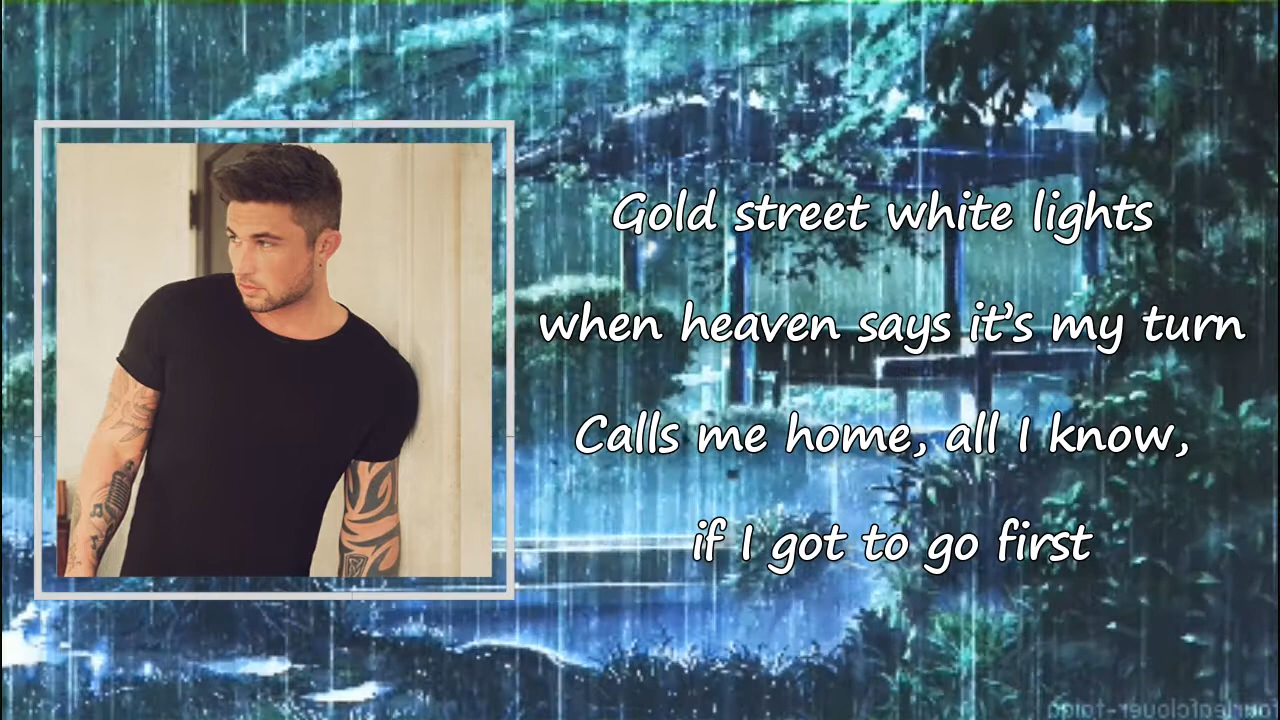 Gold street white lights
when heaven says it's my turn
Calls me home, all I know,
if I got to go first